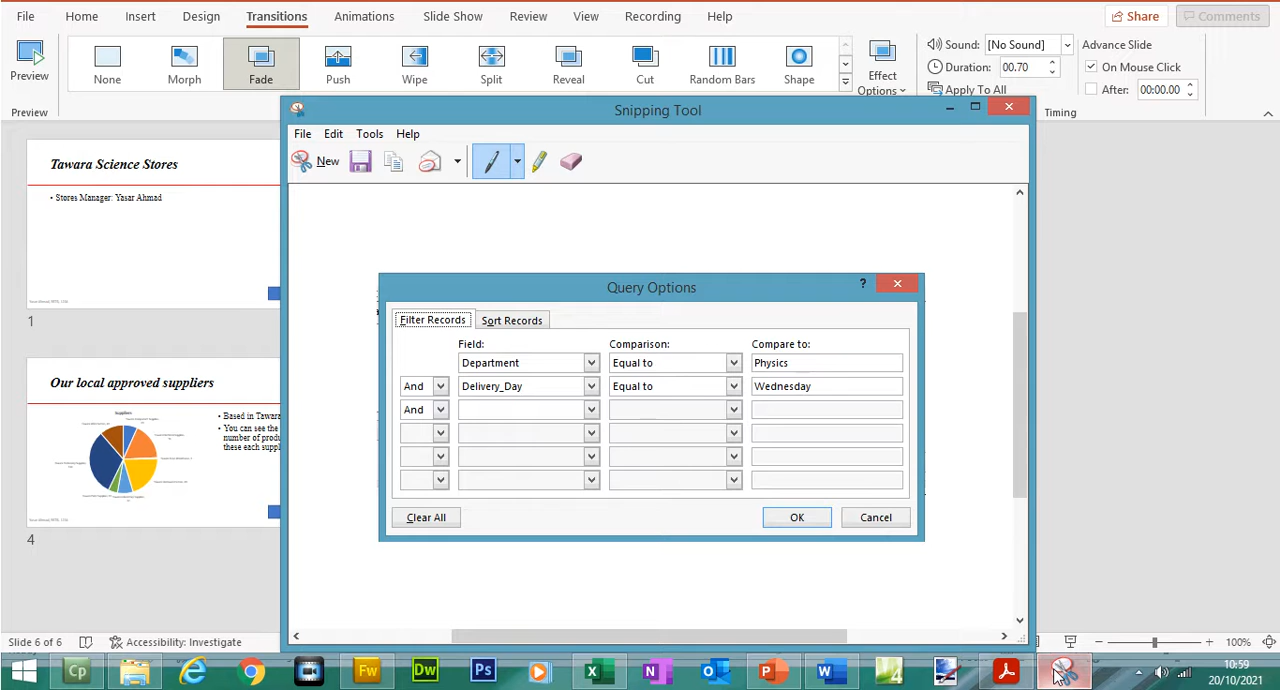 File Home Insert Design Transitions Animations Slide Show Review View Recording Help Share Comments
Preview None Morph Fade Push Wipe Split Reveal Cut Random Bars Shape Effect Options
Sound: [No Sound] Advance Slide
Duration: 00.70 On Mouse Click
Apply To All After: 00:00.00
Preview Timing
Snipping Tool
File Edit Tools Help
New
Tawara Science Stores
• Stores Manager: Yasar Ahmad
1
Our local approved suppliers
Suppliers
• Based in Tawara
• You can see the
number of produ
these each suppl
4
Query Options
?
Filter Records Sort Records
Field: Comparison: Compare to:
Department Equal to Physics
And Delivery_Day Equal to Wednesday
And
Clear All OK Cancel
Slide 6 of 6 Accessibility: Investigate 100%
Cp Fw Dw Ps X N O P W 4
10:59
20/10/2021